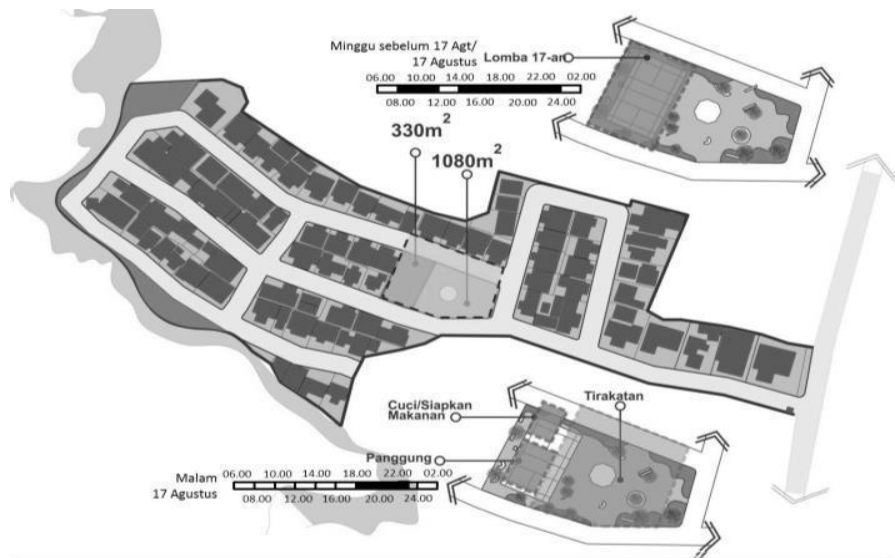 Minggu sebelum 17 Agt/
17 Agustus
Lomba 17-an
06.00 10.00 14.00 18.00 22.00 02.00
08.00 12.00 16.00 20.00 24.00
330m²
1080m²
Cuci/Siapkan
Makanan
Tirakatan
Panggung
Malam
17 Agustus
06.00 10.00 14.00 18.00 22.00 02.00
08.00 12.00 16.00 20.00 24.00